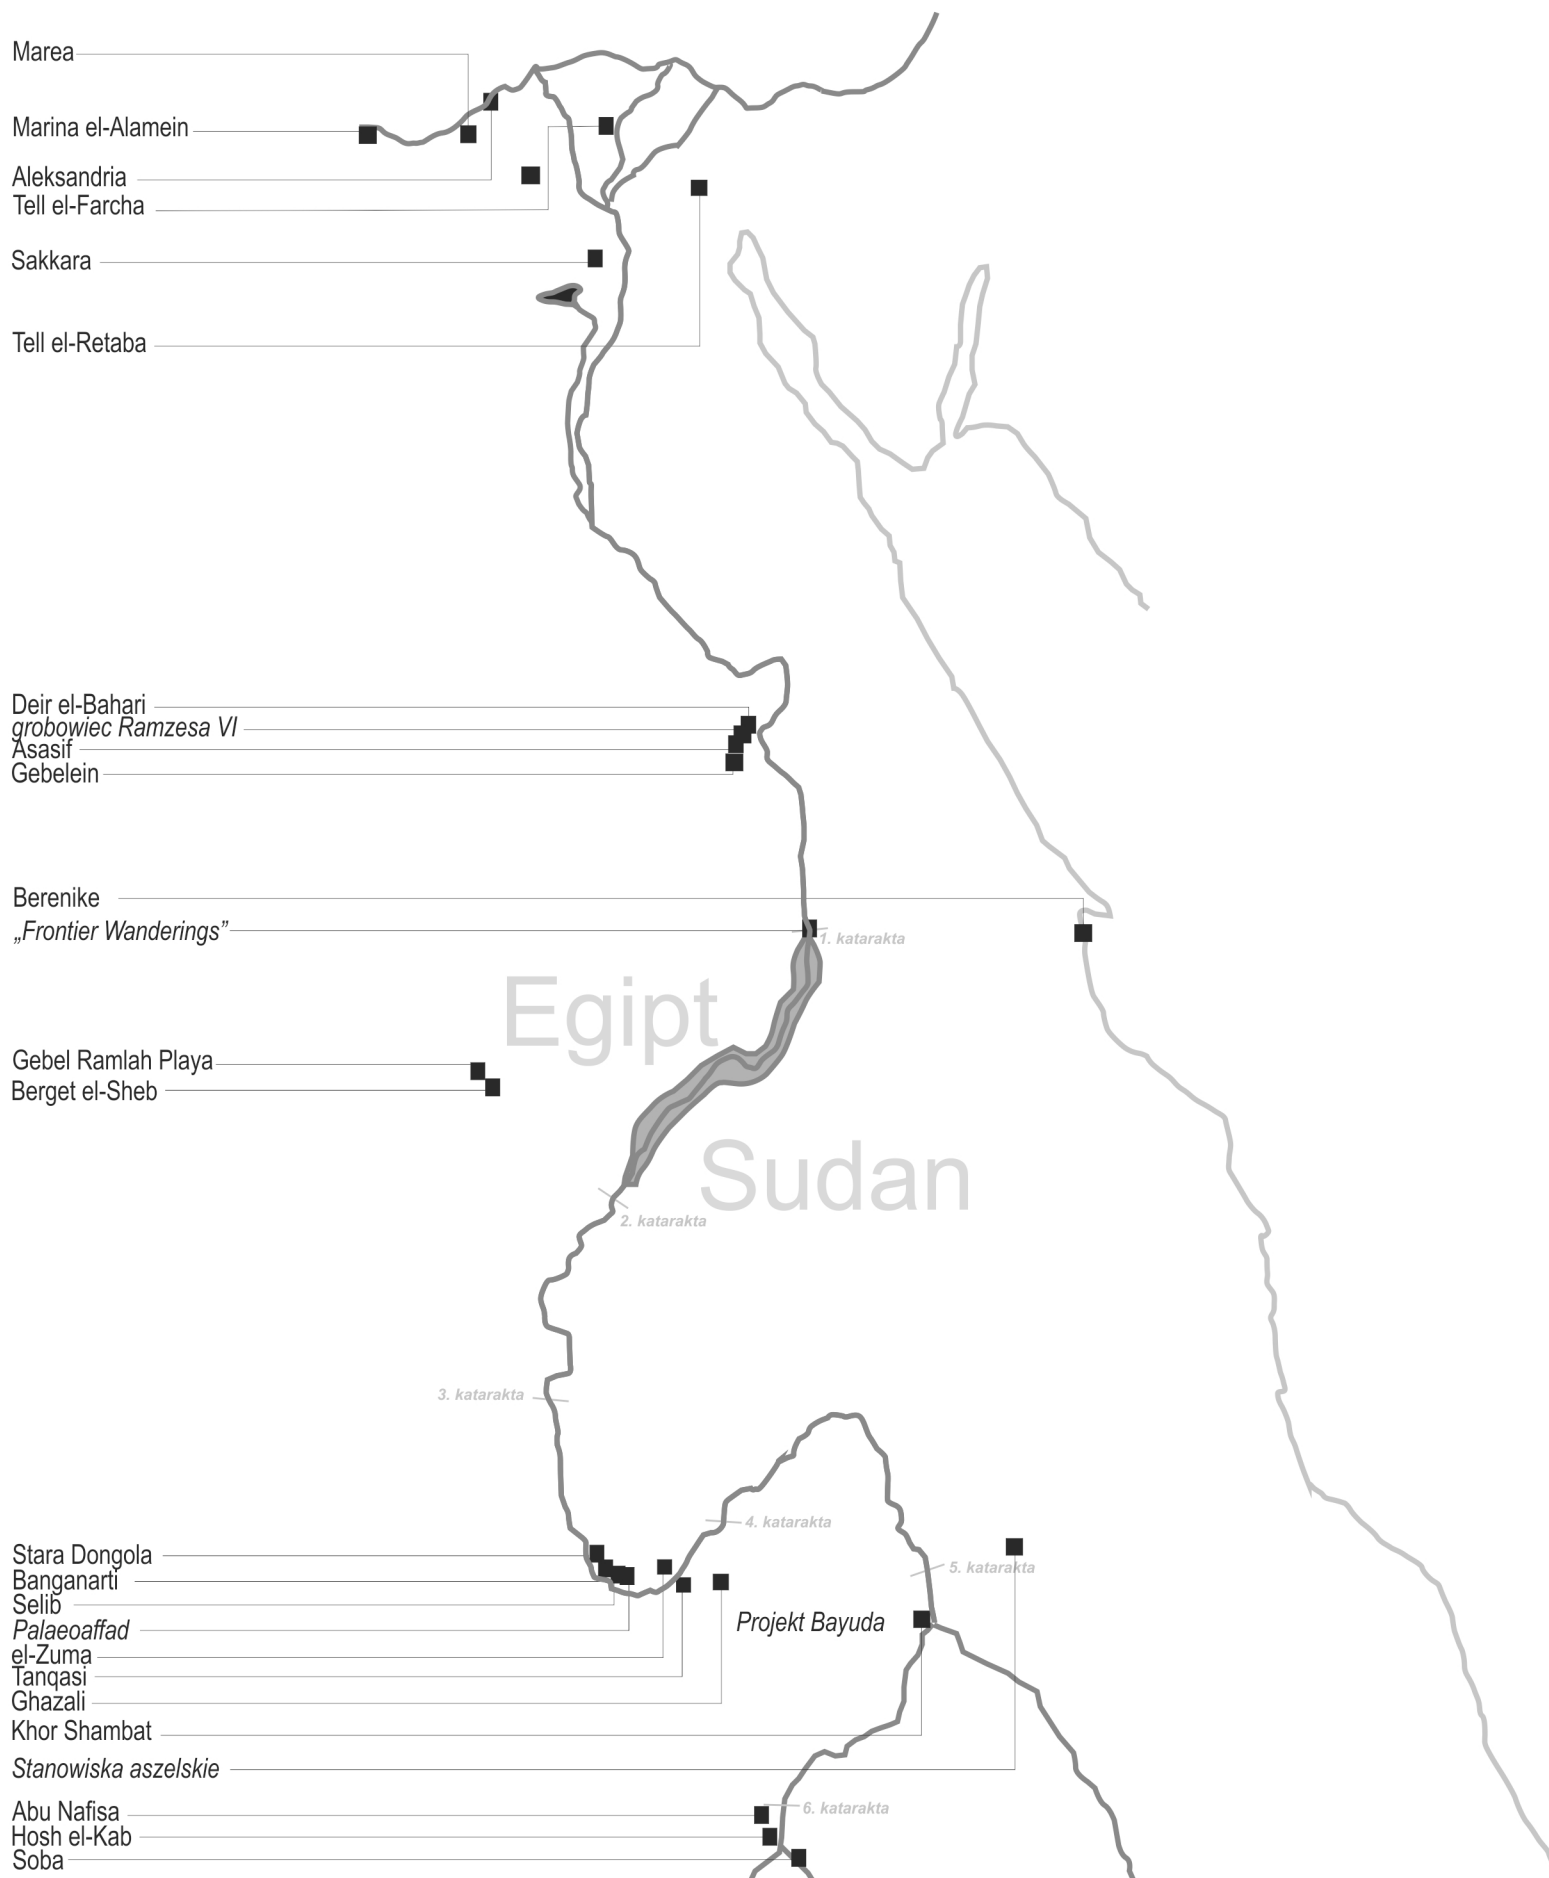 Marea
Marina el-Alamein
Aleksandria
Tell el-Farcha
Sakkara
Tell el-Retaba
Deir el-Bahari
grobowiec Ramzesa VI
Asasif
Gebelein
Berenike
„Frontier Wanderings”
1. katarakta
Egipt
Gebel Ramlah Playa
Berget el-Sheb
Sudan
2. katarakta
3. katarakta
4. katarakta
Stara Dongola
5. katarakta
Banganarti
Selib
Projekt Bayuda
Palaeoaffad
el-Zuma
Tanqasi
Ghazali
Khor Shambat
Stanowiska aszelskie
6. katarakta
Abu Nafisa
Hosh el-Kab
Soba